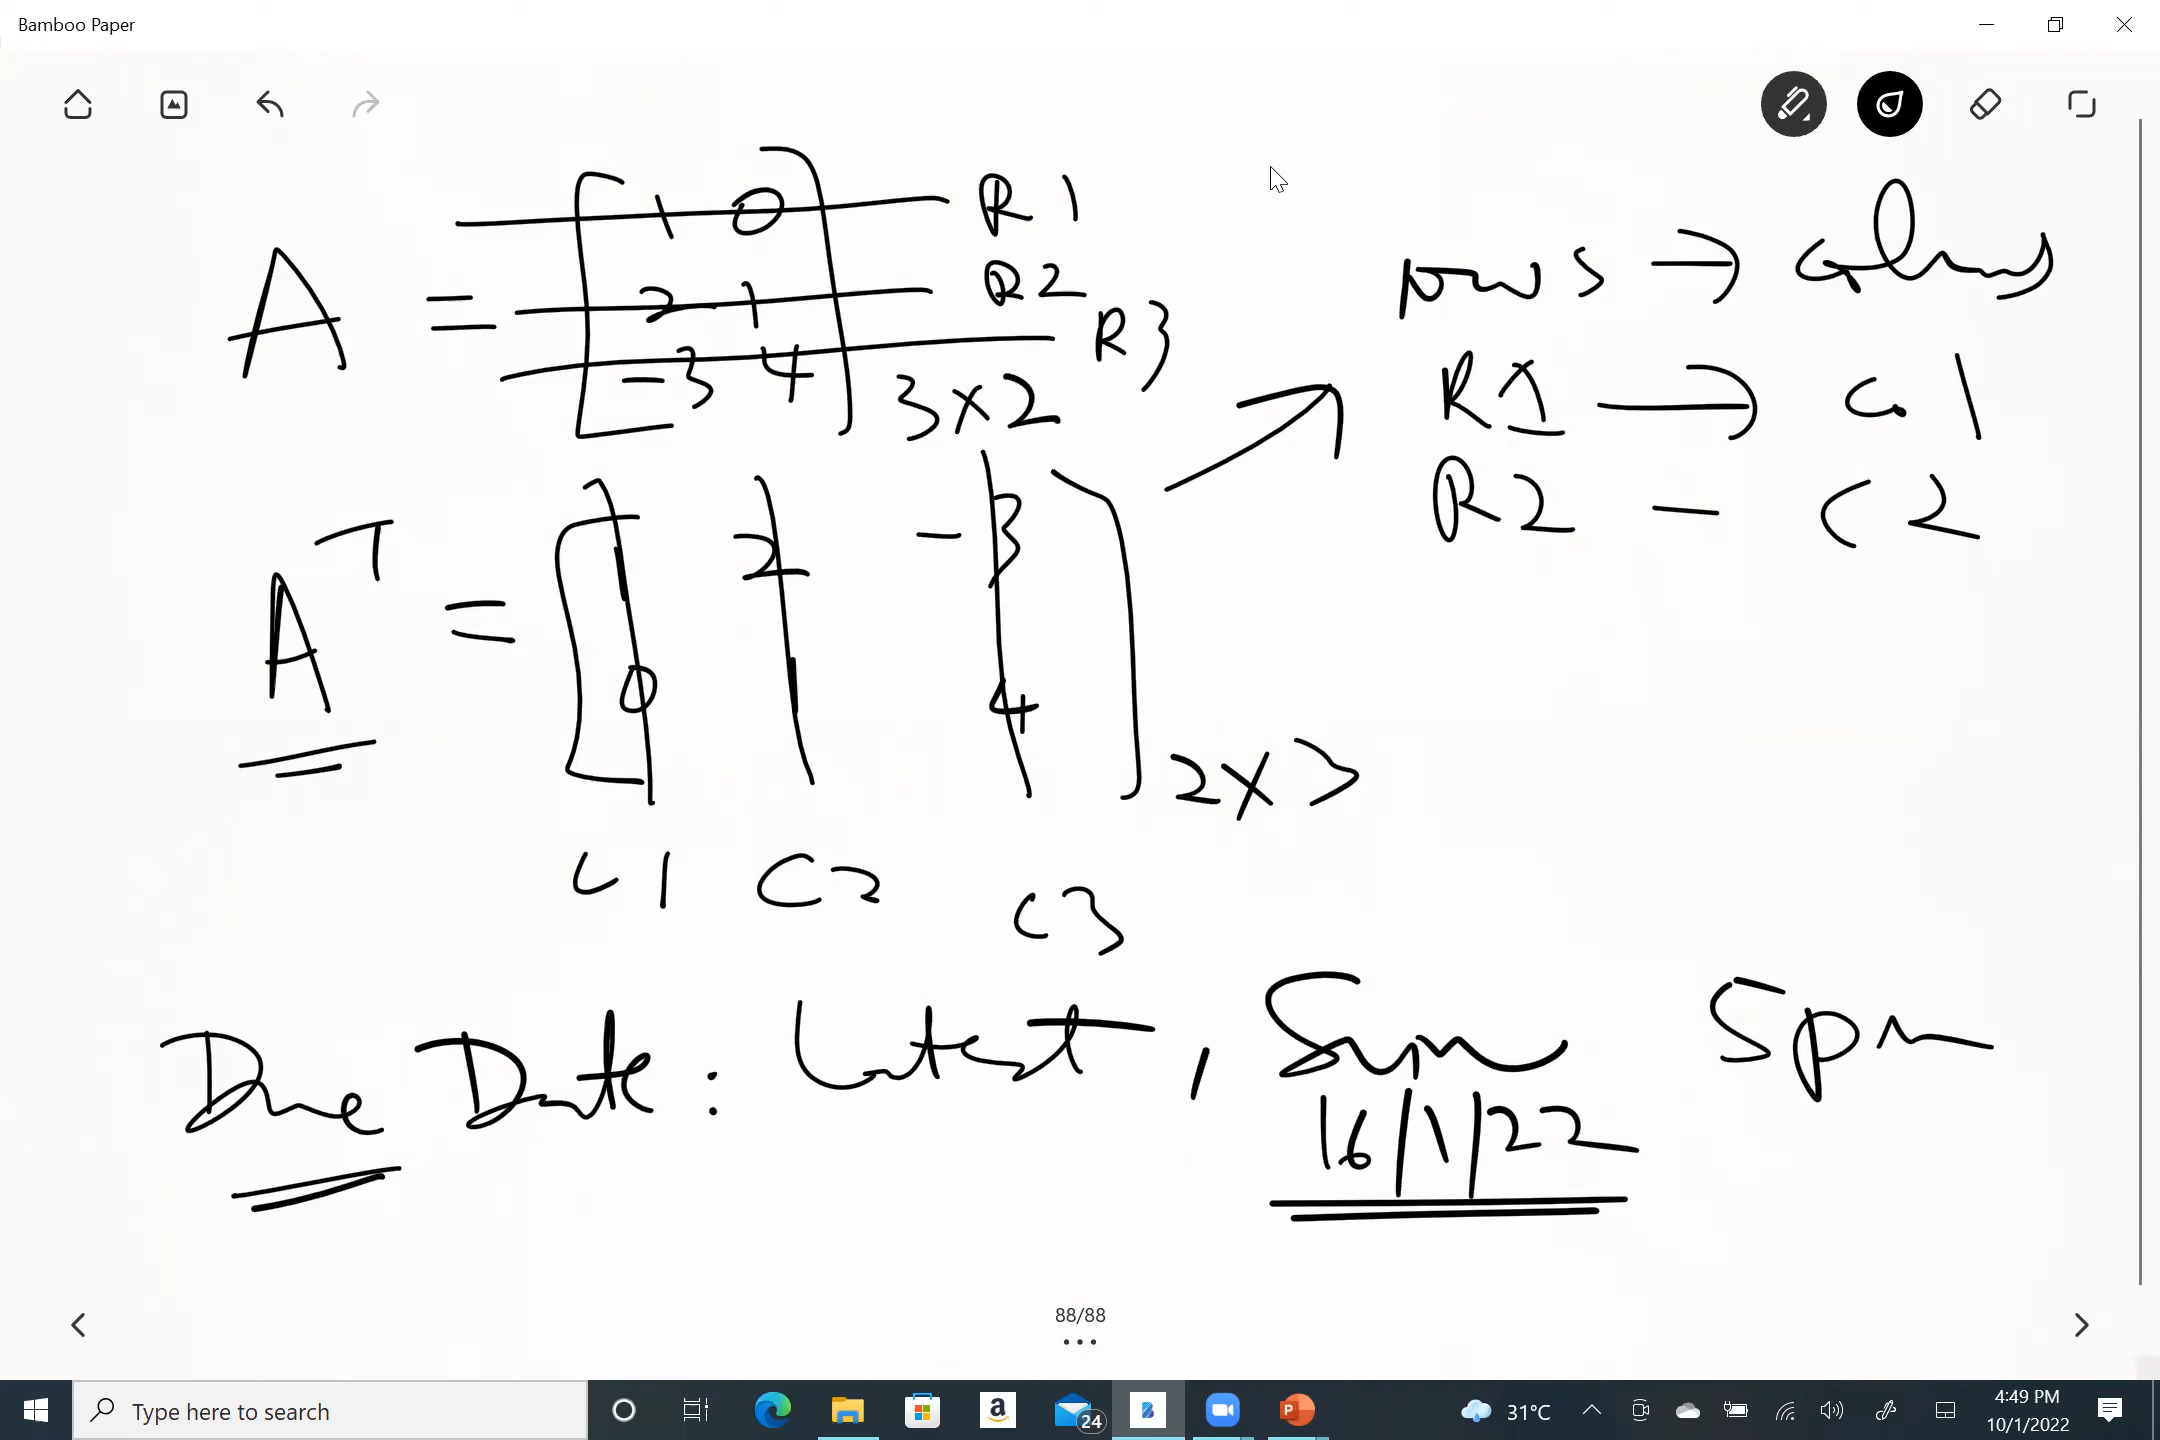 Bamboo Paper
A = [ 1 0 R1
2 1 ] R2
-3 4 R3
3x2
rows → columns
R1 → C1
R2 - C2
A^T = [ 1 2 -3
0 1 4 ] 2x3
C1 C2 C3
Due Date: Latest, Sun 5pm
16/1/22
88/88
Type here to search
a
24
B
P
31°C
4:49 PM
10/1/2022